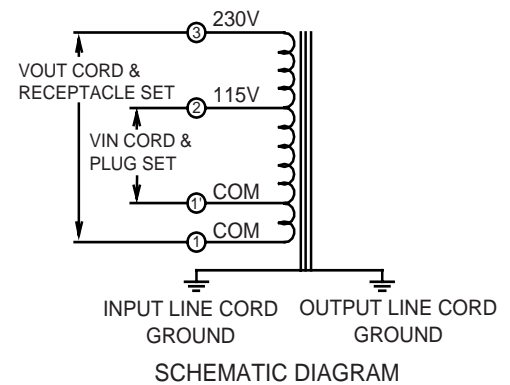 3 230V
VOUT CORD &
RECEPTACLE SET
2 115V
VIN CORD &
PLUG SET
1' COM
1 COM
INPUT LINE CORD
GROUND
OUTPUT LINE CORD
GROUND
SCHEMATIC DIAGRAM